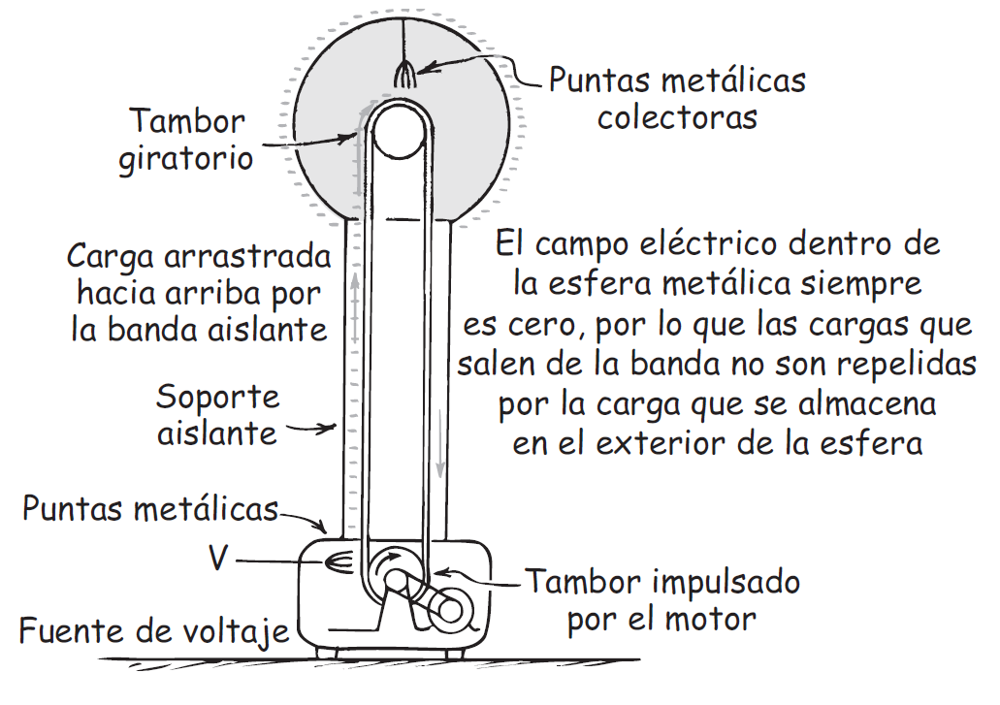 Puntas metálicas
colectoras
Tambor
giratorio
Carga arrastrada
hacia arriba por
la banda aislante
El campo eléctrico dentro de
la esfera metálica siempre
es cero, por lo que las cargas que
salen de la banda no son repelidas
por la carga que se almacena
en el exterior de la esfera
Soporte
aislante
Puntas metálicas
V
Tambor impulsado
por el motor
Fuente de voltaje